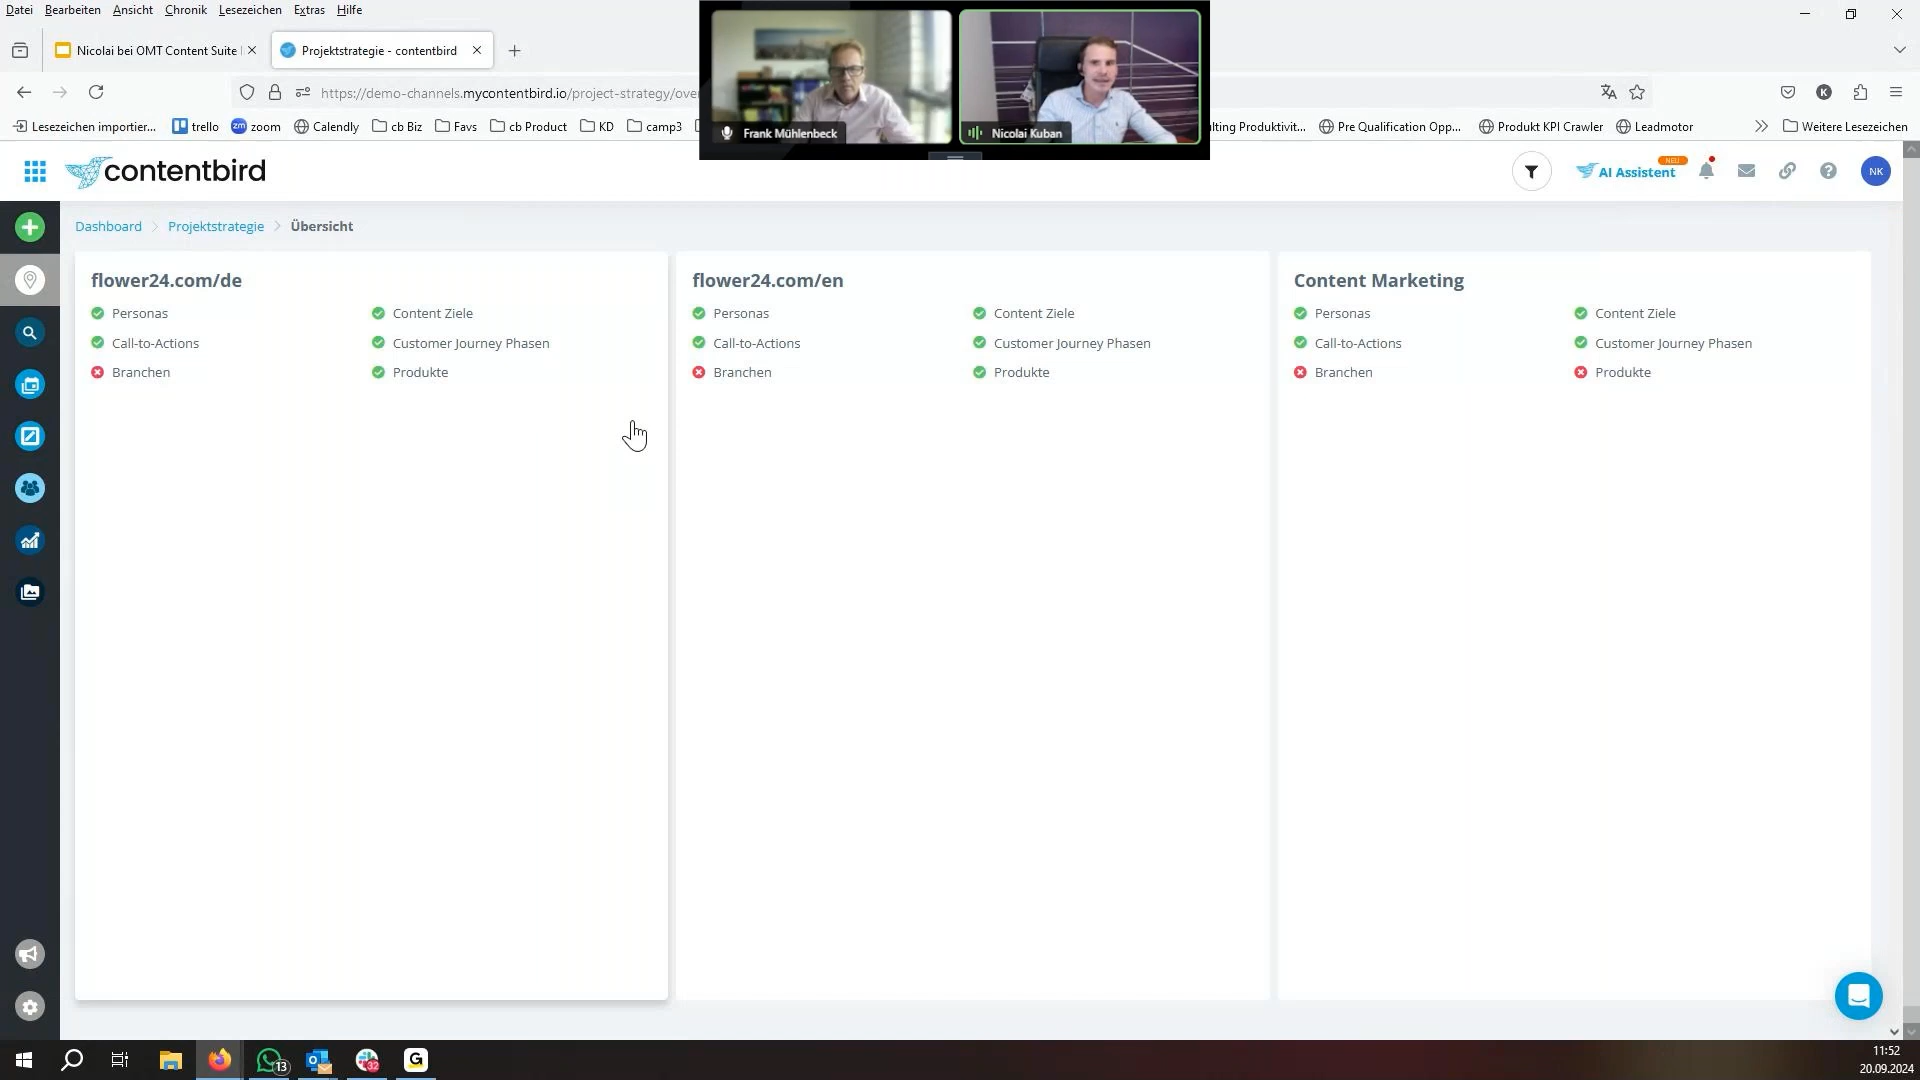 Datei Bearbeiten Ansicht Chronik Lesezeichen Extras Hilfe
Nicolai bei OMT Content Suite
Projektstrategie - contentbird
https://demo-channels.mycontentbird.io/project-strategy/over
Lesezeichen importier... trello zm zoom Calendly cb Biz Favs cb Product KD camp3 lting Produktivit... Pre Qualification Opp... Produkt KPI Crawler Leadmotor Weitere Lesezeichen
Frank Mühlenbeck Nicolai Kuban
K
contentbird
NEU
AI Assistent
NK
Dashboard Projektstrategie Übersicht
flower24.com/de
Personas Content Ziele
Call-to-Actions Customer Journey Phasen
Branchen Produkte
flower24.com/en
Personas Content Ziele
Call-to-Actions Customer Journey Phasen
Branchen Produkte
Content Marketing
Personas Content Ziele
Call-to-Actions Customer Journey Phasen
Branchen Produkte
13
32
G
11:52
20.09.2024